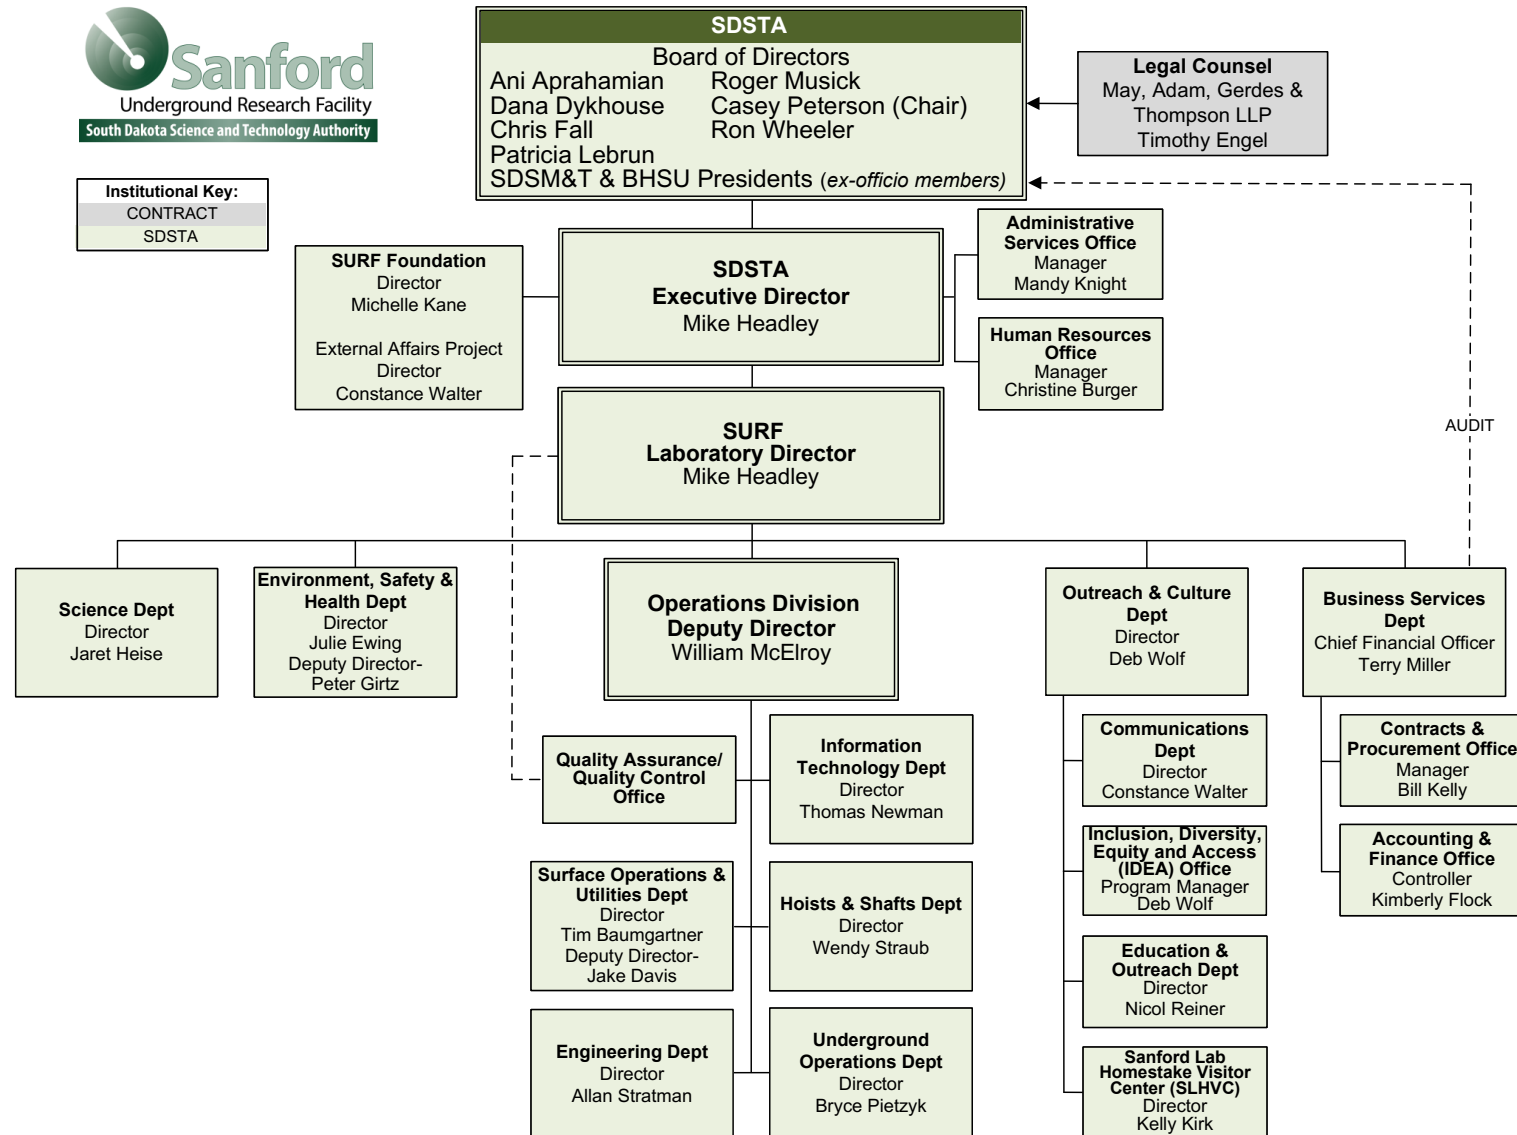 Sanford
Underground Research Facility
South Dakota Science and Technology Authority
Institutional Key:
CONTRACT
SDSTA
SDSTA
Board of Directors
Ani Aprahamian Roger Musick
Dana Dykhouse Casey Peterson (Chair)
Chris Fall Ron Wheeler
Patricia Lebrun
SDSM&T & BHSU Presidents (ex-officio members)
Legal Counsel
May, Adam, Gerdes &
Thompson LLP
Timothy Engel
SURF Foundation
Director
Michelle Kane
External Affairs Project
Director
Constance Walter
SDSTA
Executive Director
Mike Headley
Administrative
Services Office
Manager
Mandy Knight
Human Resources
Office
Manager
Christine Burger
AUDIT
SURF
Laboratory Director
Mike Headley
Science Dept
Director
Jaret Heise
Environment, Safety &
Health Dept
Director
Julie Ewing
Deputy Director-
Peter Girtz
Operations Division
Deputy Director
William McElroy
Outreach & Culture
Dept
Director
Deb Wolf
Business Services
Dept
Chief Financial Officer
Terry Miller
Quality Assurance/
Quality Control
Office
Information
Technology Dept
Director
Thomas Newman
Surface Operations &
Utilities Dept
Director
Tim Baumgartner
Deputy Director-
Jake Davis
Hoists & Shafts Dept
Director
Wendy Straub
Engineering Dept
Director
Allan Stratman
Underground
Operations Dept
Director
Bryce Pietzyk
Communications
Dept
Director
Constance Walter
Inclusion, Diversity,
Equity and Access
(IDEA) Office
Program Manager
Deb Wolf
Education &
Outreach Dept
Director
Nicol Reiner
Sanford Lab
Homestake Visitor
Center (SLHVC)
Director
Kelly Kirk
Contracts &
Procurement Office
Manager
Bill Kelly
Accounting &
Finance Office
Controller
Kimberly Flock